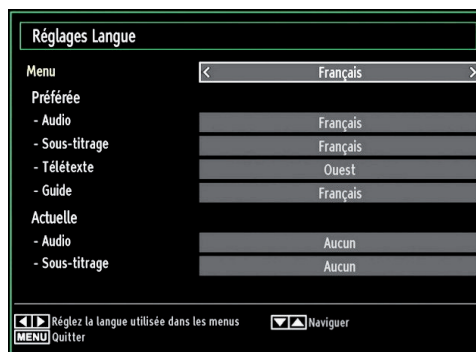 Réglages Langue
Menu < Français >
Préférée
- Audio Français
- Sous-titrage Français
- Télétexte Ouest
- Guide Français
Actuelle
- Audio Aucun
- Sous-titrage Aucun
Réglez la langue utilisée dans les menus Naviguer
MENU Quitter